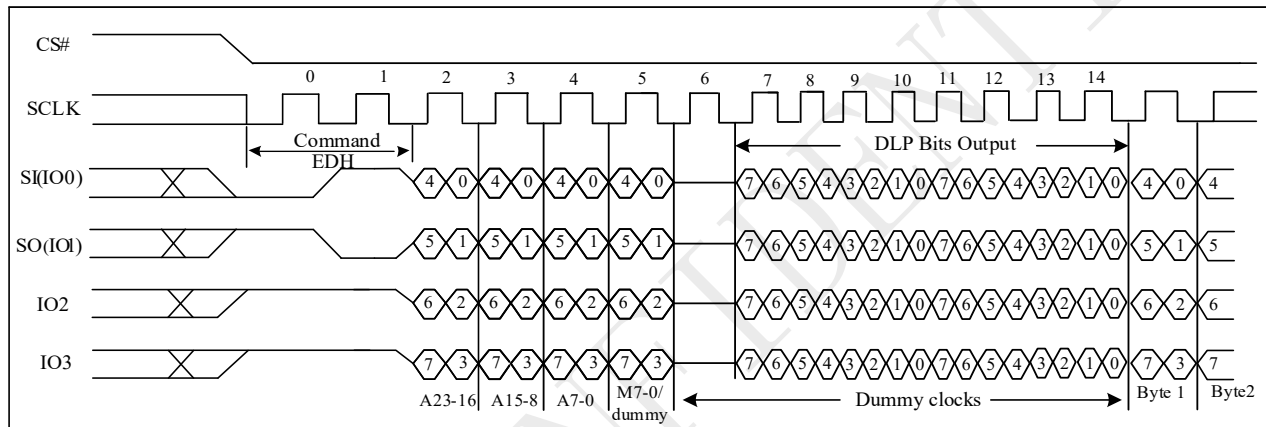 CS#
0 1 2 3 4 5 6 7 8 9 10 11 12 13 14
SCLK
Command
EDH
DLP Bits Output
SI(IO0)
4 0 4 0 4 0 4 0 7 6 5 4 3 2 1 0 7 6 5 4 3 2 1 0 4 0 4
SO(IO1)
5 1 5 1 5 1 5 1 7 6 5 4 3 2 1 0 7 6 5 4 3 2 1 0 5 1 5
IO2
6 2 6 2 6 2 6 2 7 6 5 4 3 2 1 0 7 6 5 4 3 2 1 0 6 2 6
IO3
7 3 7 3 7 3 7 3 7 6 5 4 3 2 1 0 7 6 5 4 3 2 1 0 7 3 7
A23-16 A15-8 A7-0 M7-0/
dummy
Dummy clocks
Byte 1 Byte2